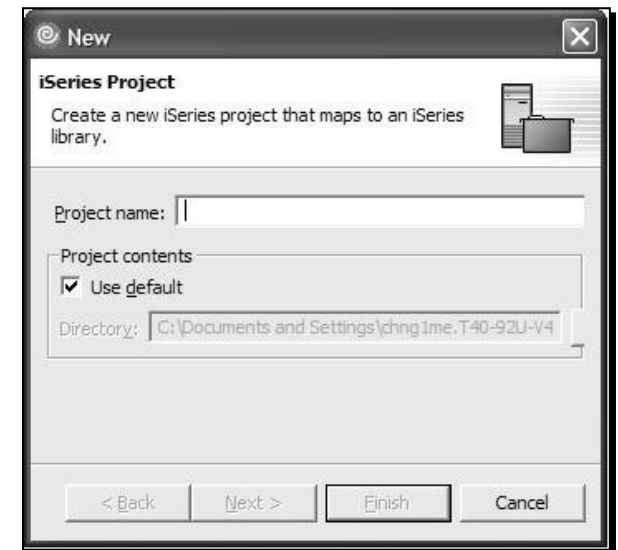 New
iSeries Project
Create a new iSeries project that maps to an iSeries
library.
Project name:
Project contents
Use default
Directory: C:\Documents and Settings\chng1me.T40-92U-V4
< Back Next > Finish Cancel